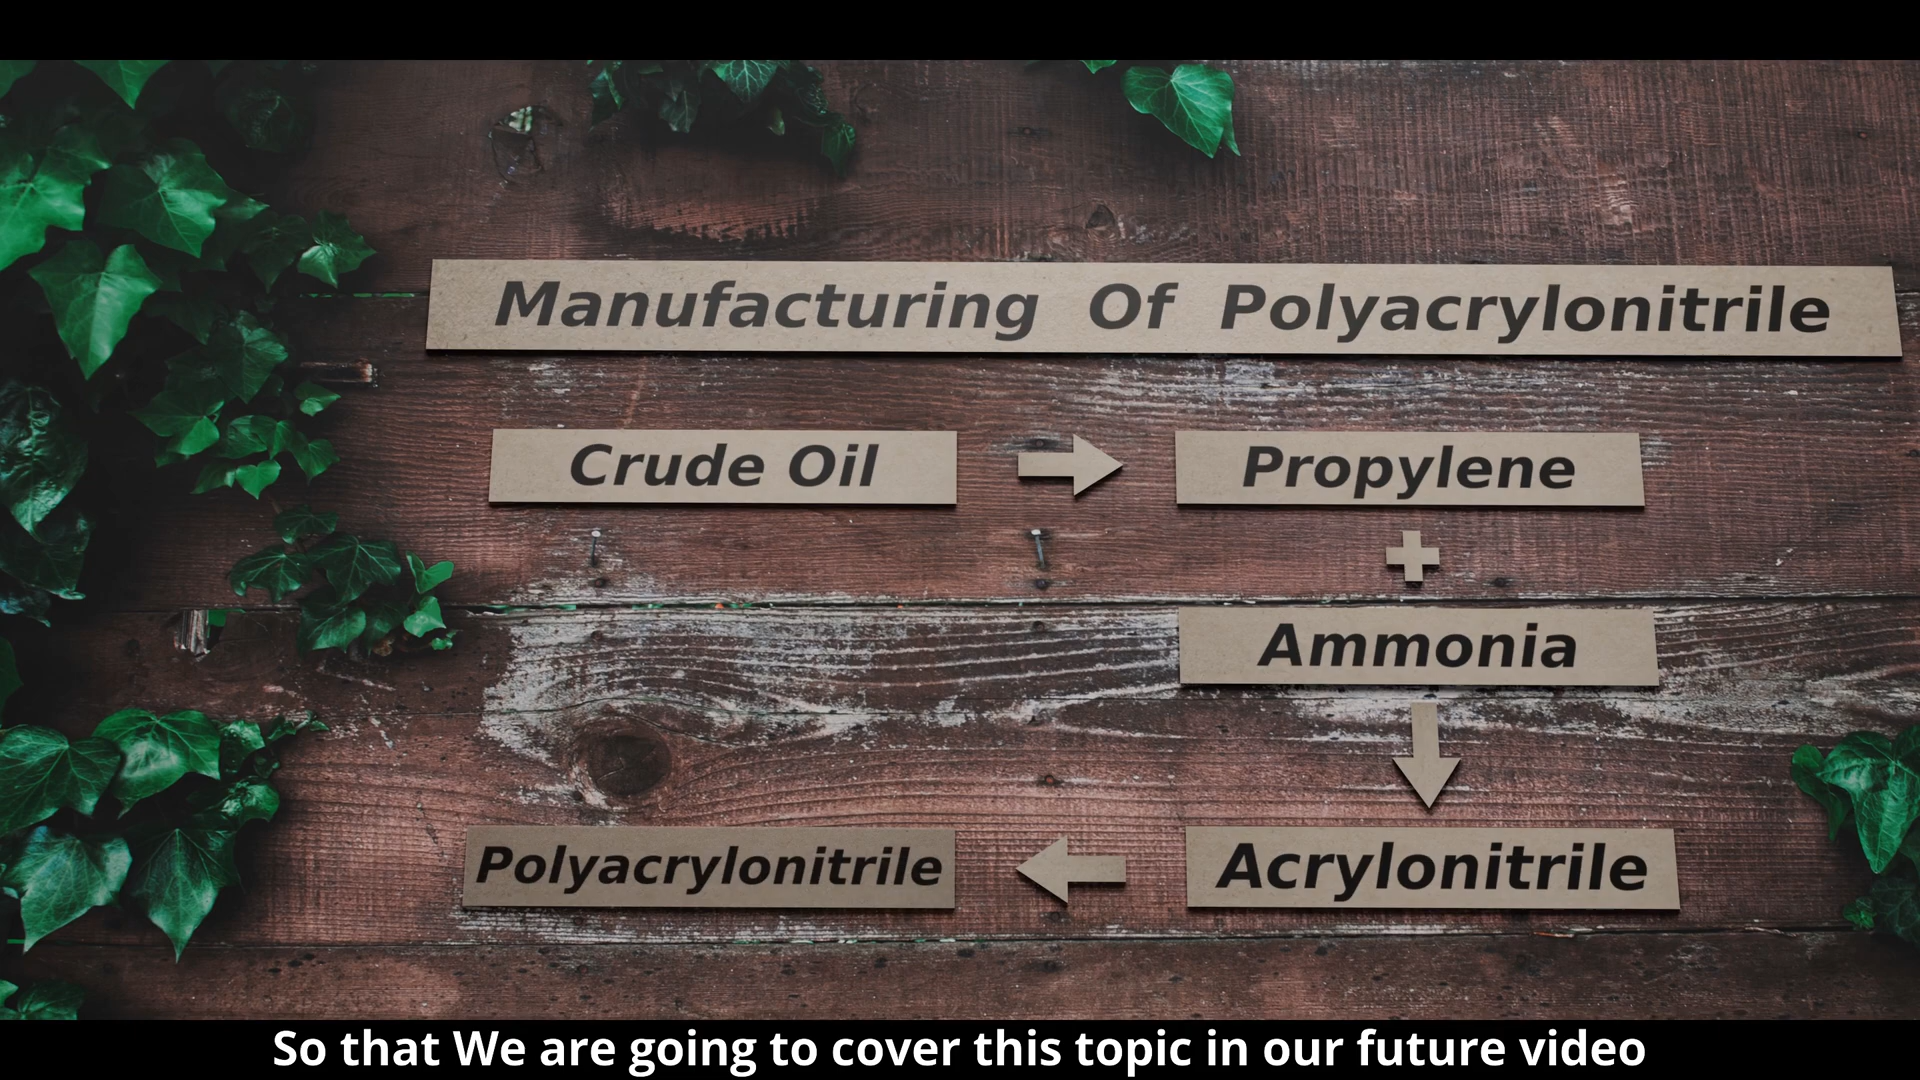 Manufacturing Of Polyacrylonitrile
Crude Oil
Propylene
Ammonia
Polyacrylonitrile
Acrylonitrile
So that We are going to cover this topic in our future video